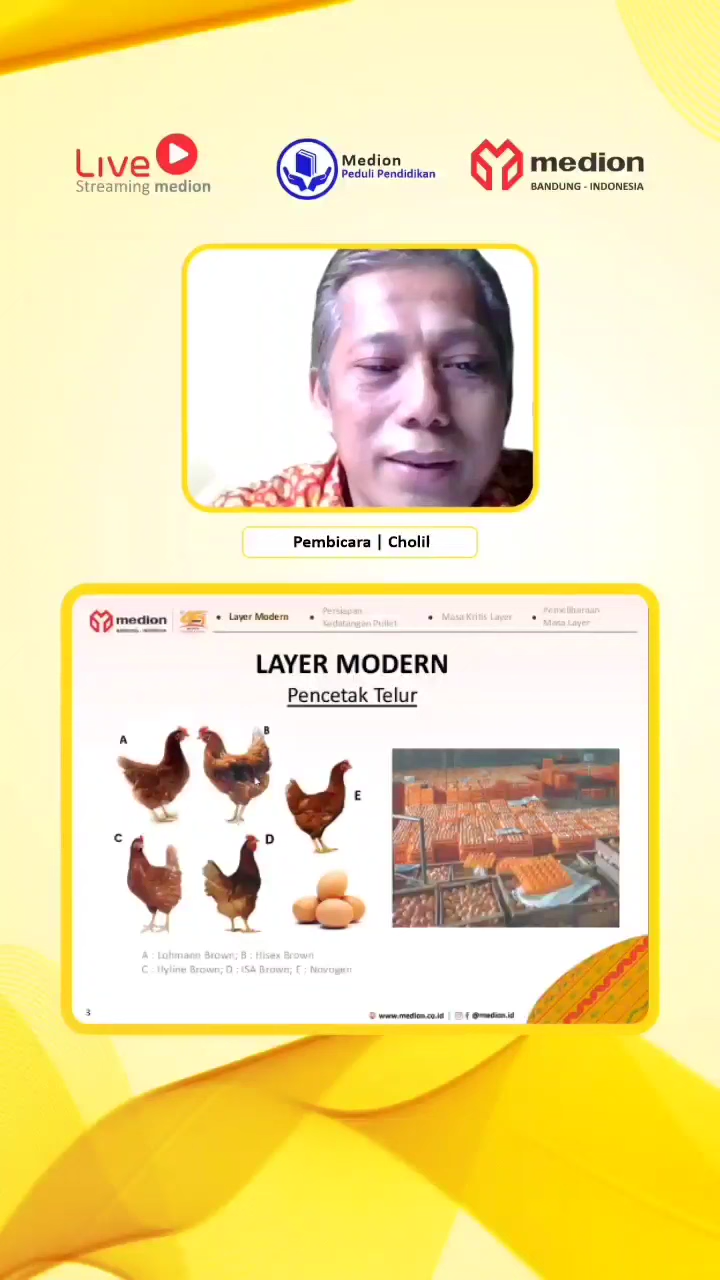 Live
Streaming medion
Medion
Peduli Pendidikan
medion
BANDUNG - INDONESIA
Pembicara | Cholil
medion
BANDUNG - INDONESIA
• Layer Modern
• Persiapan
Kedatangan Pullet
• Masa Kritis Layer
• Pemeliharaan
Masa Layer
LAYER MODERN
Pencetak Telur
A
B
E
C
D
A : Lohmann Brown; B : Hisex Brown
C : Hyline Brown; D : ISA Brown; E : Novogen
3
www.medion.co.id | @medion.id